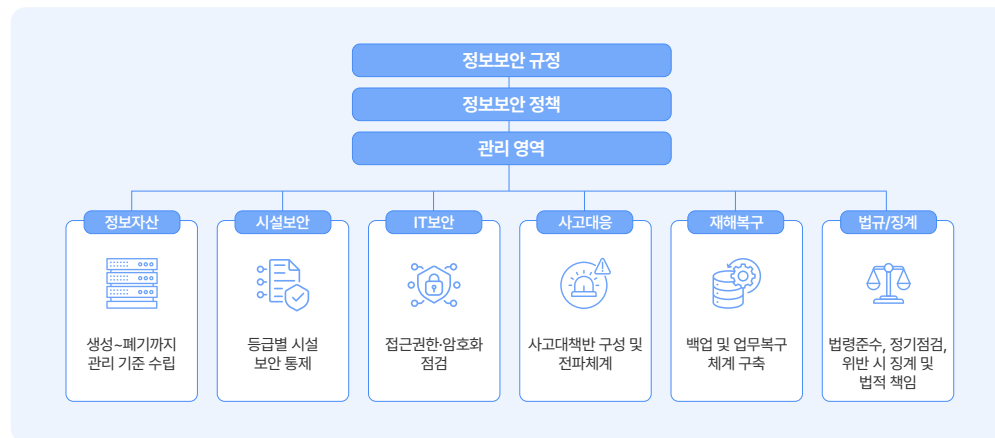 정보보안 규정
정보보안 정책
관리 영역
정보자산
생성~폐기까지
관리 기준 수립
시설보안
등급별 시설
보안 통제
IT보안
접근권한·암호화
점검
사고대응
사고대책반 구성 및
전파체계
재해복구
백업 및 업무복구
체계 구축
법규/징계
법령준수, 정기점검,
위반 시 징계 및
법적 책임